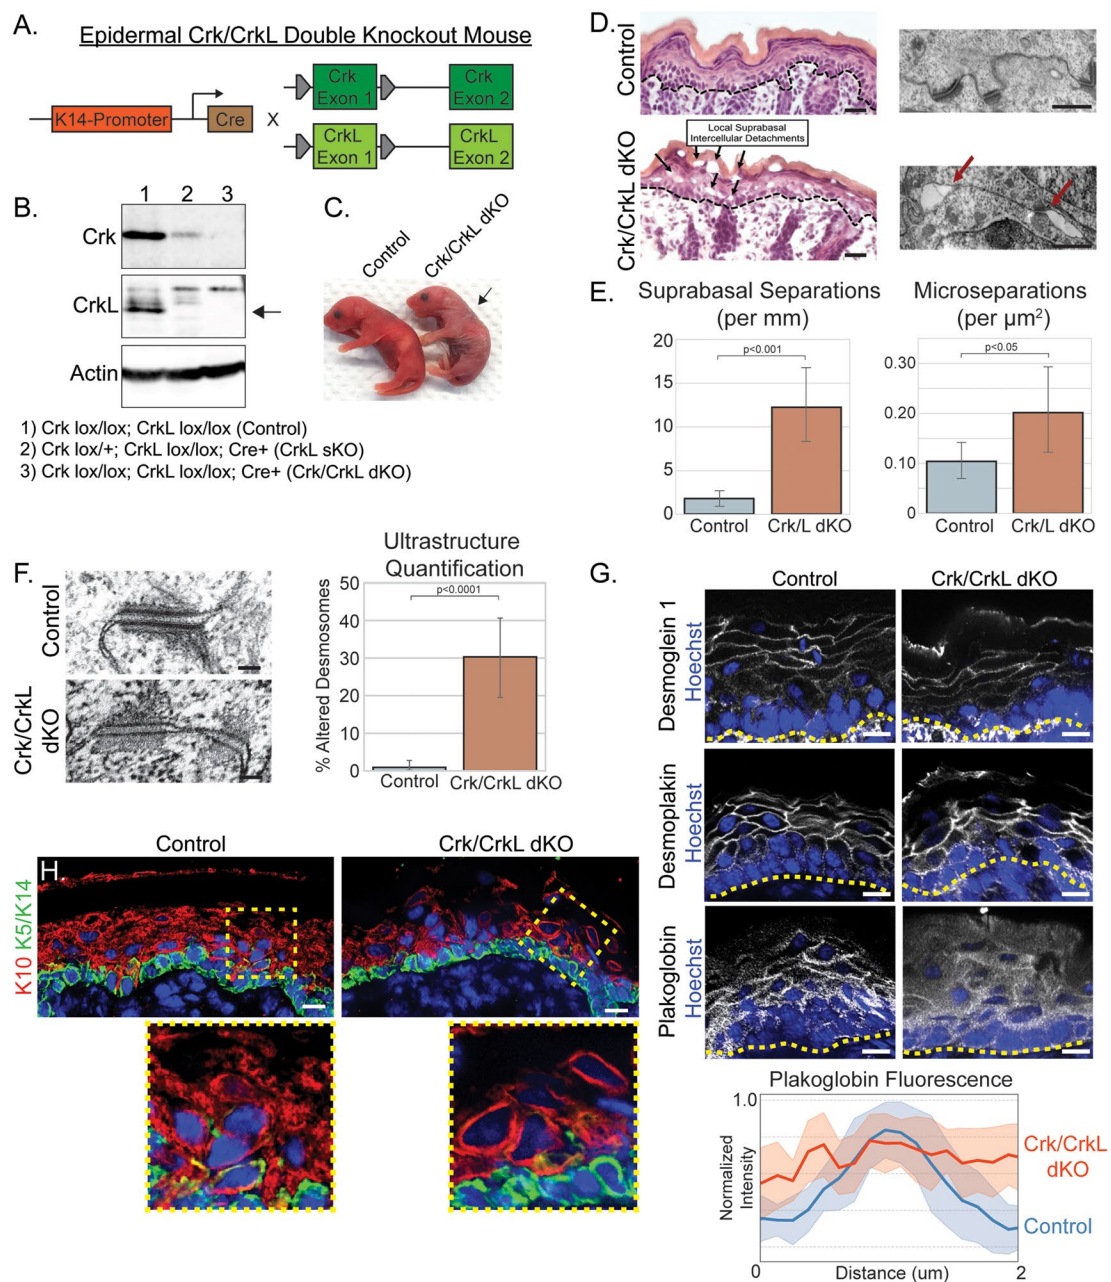 A.
Epidermal Crk/CrkL Double Knockout Mouse
K14-Promoter
Cre
X
Crk
Exon 1
Crk
Exon 2
CrkL
Exon 1
CrkL
Exon 2
B.
1 2 3
Crk
CrkL
Actin
1) Crk lox/lox; CrkL lox/lox (Control)
2) Crk lox/+; CrkL lox/lox; Cre+ (CrkL sKO)
3) Crk lox/lox; CrkL lox/lox; Cre+ (Crk/CrkL dKO)
C.
Control
Crk/CrkL dKO
D.
Control
Crk/CrkL dKO
Local Suprabasal
Intercellular Detachments
E.
Suprabasal Separations
(per mm)
20
15
10
5
0
p<0.001
Control
Crk/L dKO
Microseparations
(per µm²)
0.30
0.20
0.10
0
p<0.05
Control
Crk/L dKO
F.
Control
Crk/CrkL
dKO
Ultrastructure
Quantification
% Altered Desmosomes
50
40
30
20
10
0
p<0.0001
Control
Crk/CrkL dKO
G.
Control
Crk/CrkL dKO
Desmoglein 1
Hoechst
Desmoplakin
Hoechst
Plakoglobin
Hoechst
Plakoglobin Fluorescence
1.0
Normalized
Intensity
Crk/CrkL
dKO
Control
0
Distance (um)
2
H.
Control
Crk/CrkL dKO
K10 K5/K14